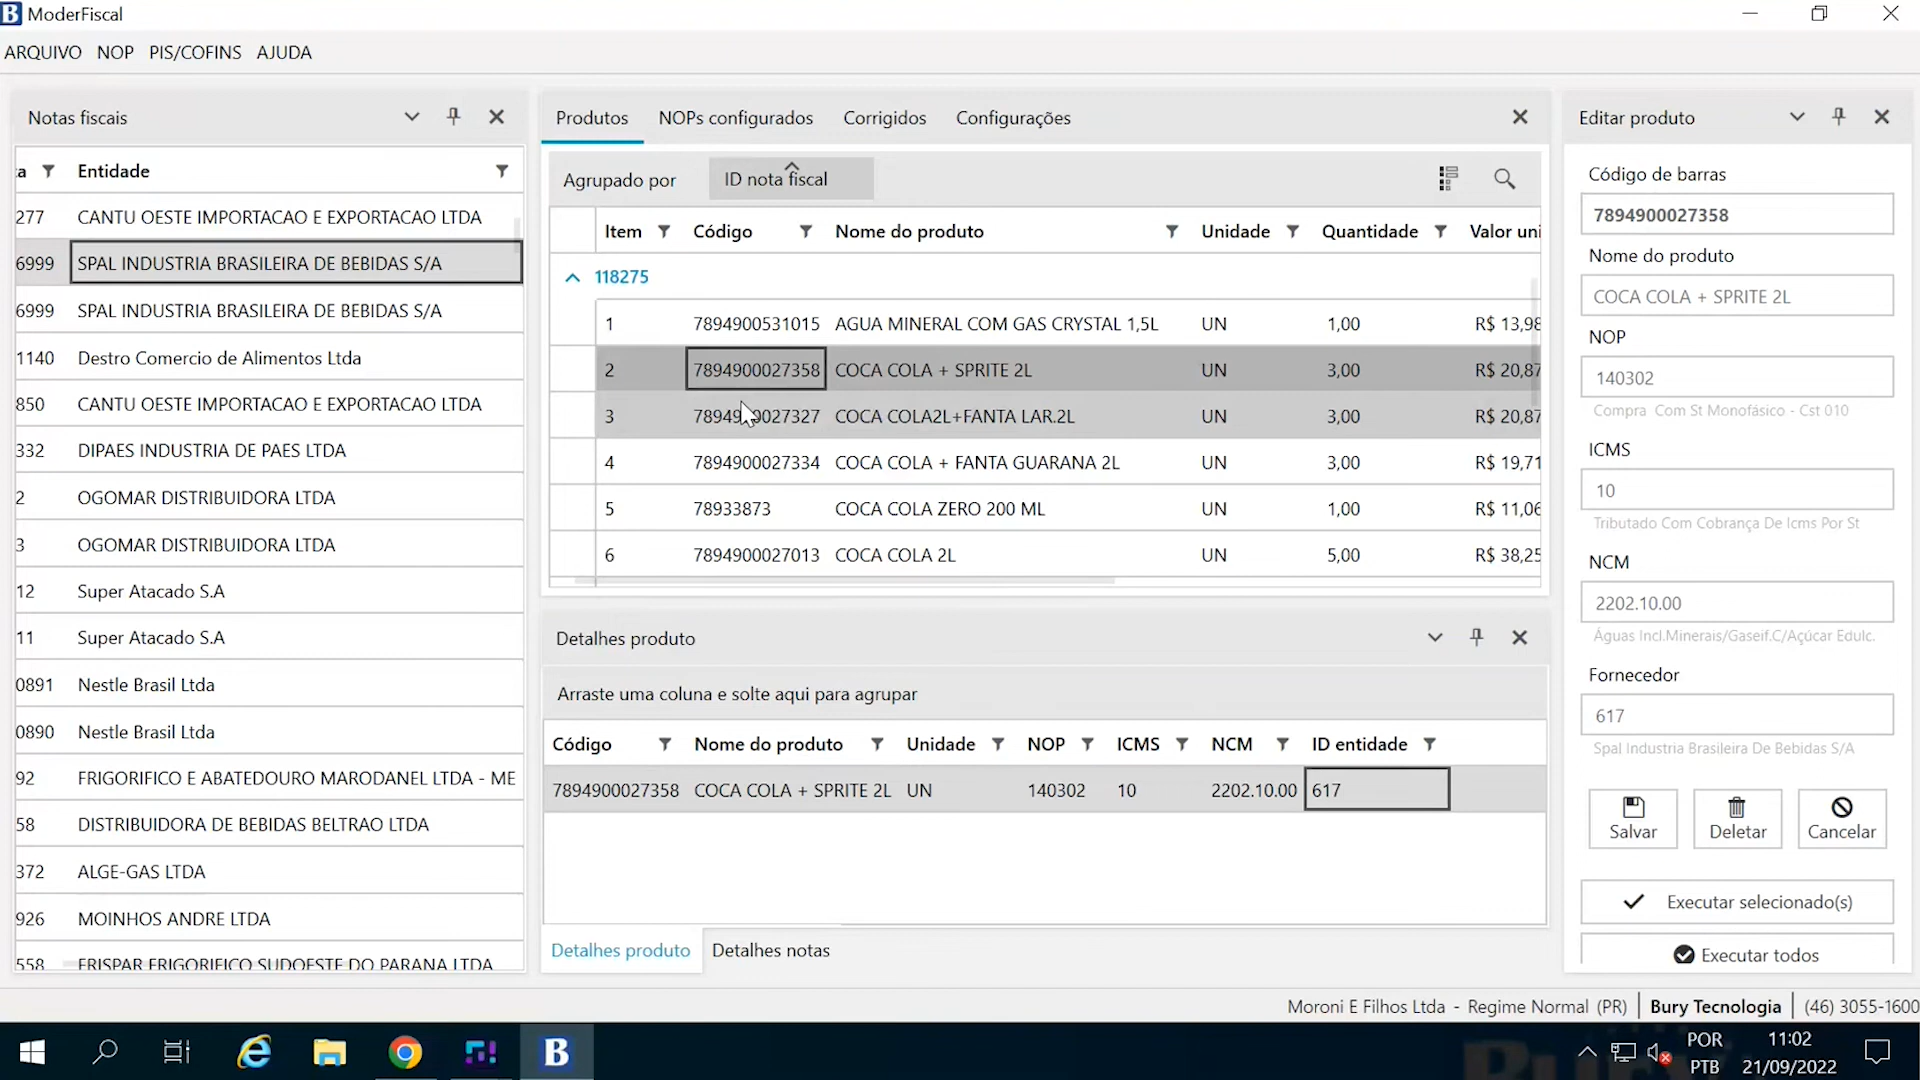 ModerFiscal
ARQUIVO NOP PIS/COFINS AJUDA
Notas fiscais
a Entidade
277 CANTU OESTE IMPORTACAO E EXPORTACAO LTDA
6999 SPAL INDUSTRIA BRASILEIRA DE BEBIDAS S/A
6999 SPAL INDUSTRIA BRASILEIRA DE BEBIDAS S/A
1140 Destro Comercio de Alimentos Ltda
850 CANTU OESTE IMPORTACAO E EXPORTACAO LTDA
332 DIPAES INDUSTRIA DE PAES LTDA
2 OGOMAR DISTRIBUIDORA LTDA
3 OGOMAR DISTRIBUIDORA LTDA
12 Super Atacado S.A
11 Super Atacado S.A
0891 Nestle Brasil Ltda
0890 Nestle Brasil Ltda
92 FRIGORIFICO E ABATEDOURO MARODANEL LTDA - ME
58 DISTRIBUIDORA DE BEBIDAS BELTRAO LTDA
372 ALGE-GAS LTDA
926 MOINHOS ANDRE LTDA
558 FRISPAR FRIGORIFICO SUDOESTE DO PARANA LTDA
Produtos NOPs configurados Corrigidos Configurações
Agrupado por ID nota fiscal
Item Código Nome do produto Unidade Quantidade Valor uni
118275
1 7894900531015 AGUA MINERAL COM GAS CRYSTAL 1,5L UN 1,00 R$ 13,98
2 7894900027358 COCA COLA + SPRITE 2L UN 3,00 R$ 20,87
3 7894900027327 COCA COLA2L+FANTA LAR.2L UN 3,00 R$ 20,87
4 7894900027334 COCA COLA + FANTA GUARANA 2L UN 3,00 R$ 19,71
5 78933873 COCA COLA ZERO 200 ML UN 1,00 R$ 11,06
6 7894900027013 COCA COLA 2L UN 5,00 R$ 38,25
Detalhes produto
Arraste uma coluna e solte aqui para agrupar
Código Nome do produto Unidade NOP ICMS NCM ID entidade
7894900027358 COCA COLA + SPRITE 2L UN 140302 10 2202.10.00 617
Detalhes produto Detalhes notas
Editar produto
Código de barras
7894900027358
Nome do produto
COCA COLA + SPRITE 2L
NOP
140302
Compra Com St Monofásico - Cst 010
ICMS
10
Tributado Com Cobrança De Icms Por St
NCM
2202.10.00
Águas Incl.Minerais/Gaseif.C/Açúcar Edulc.
Fornecedor
617
Spal Industria Brasileira De Bebidas S/A
Salvar Deletar Cancelar
Executar selecionado(s)
Executar todos
Moroni E Filhos Ltda - Regime Normal (PR) Bury Tecnologia (46) 3055-1600
POR 11:02
PTB 21/09/2022